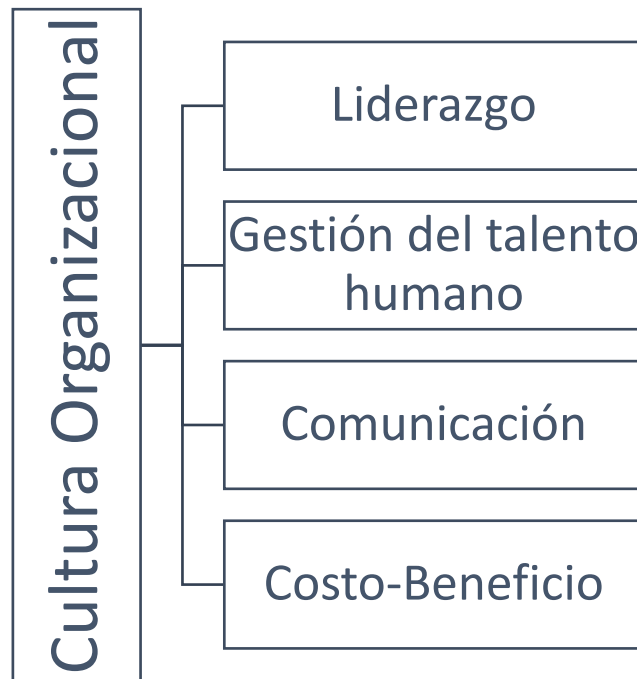 Cultura Organizacional
Liderazgo
Gestión del talento
humano
Comunicación
Costo-Beneficio